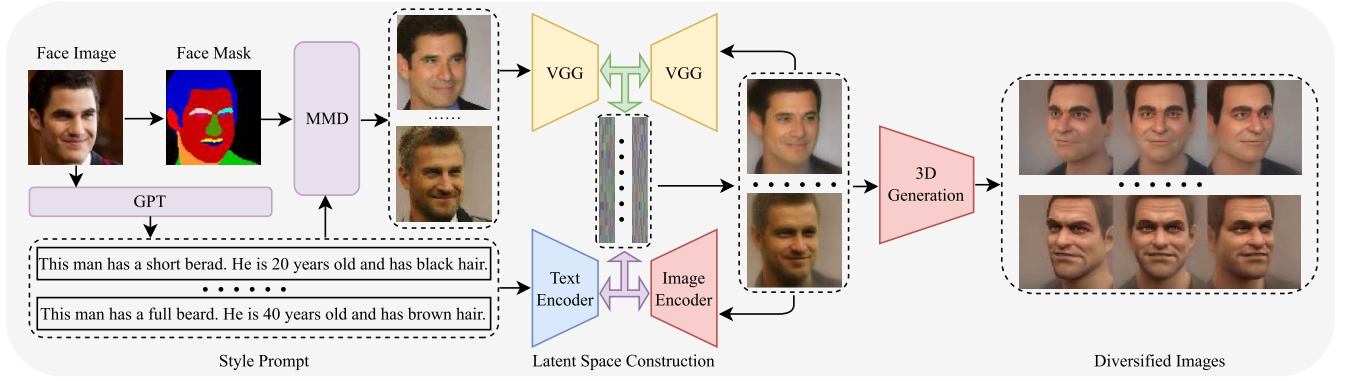 Face Image
Face Mask
MMD
GPT
This man has a short berad. He is 20 years old and has black hair.
This man has a full beard. He is 40 years old and has brown hair.
Style Prompt
VGG
VGG
Text
Encoder
Image
Encoder
Latent Space Construction
3D
Generation
Diversified Images